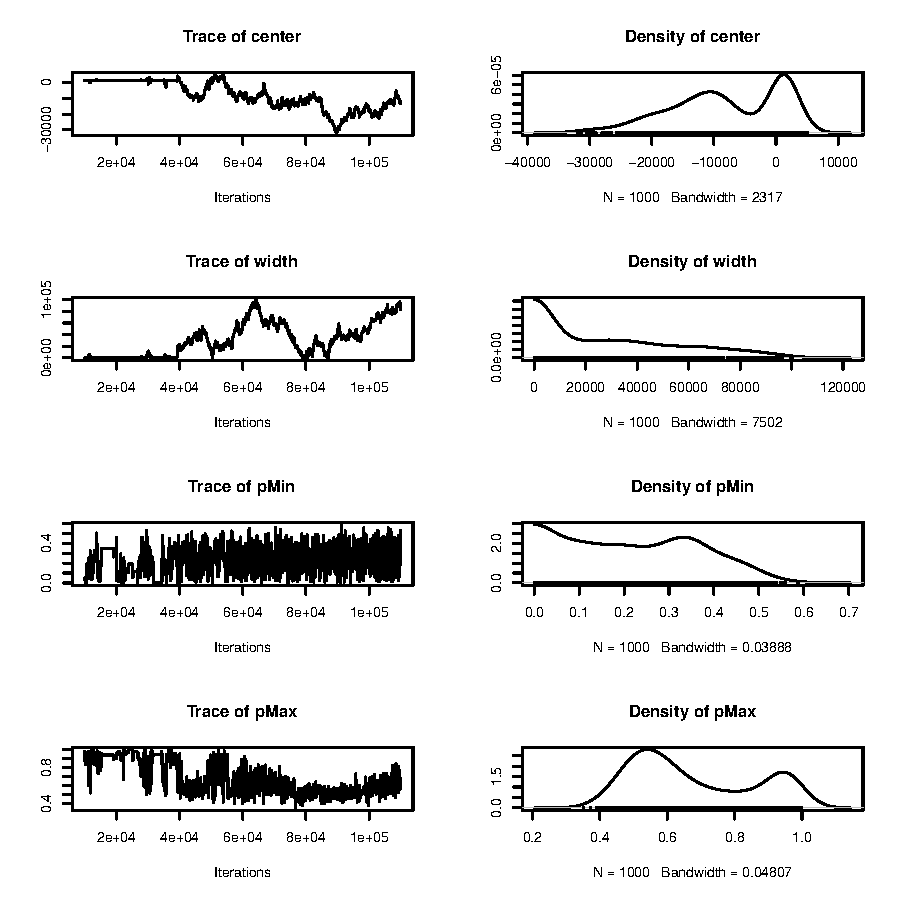 Trace of center
0
−30000
2e+04 4e+04 6e+04 8e+04 1e+05
Iterations
Density of center
6e−05
0e+00
−40000 −30000 −20000 −10000 0 10000
N = 1000 Bandwidth = 2317
Trace of width
1e+05
0e+00
2e+04 4e+04 6e+04 8e+04 1e+05
Iterations
Density of width
0.0e+00
0 20000 40000 60000 80000 120000
N = 1000 Bandwidth = 7502
Trace of pMin
0.4
0.0
2e+04 4e+04 6e+04 8e+04 1e+05
Iterations
Density of pMin
2.0
0.0
0.0 0.1 0.2 0.3 0.4 0.5 0.6 0.7
N = 1000 Bandwidth = 0.03888
Trace of pMax
0.8
0.4
2e+04 4e+04 6e+04 8e+04 1e+05
Iterations
Density of pMax
1.5
0.0
0.2 0.4 0.6 0.8 1.0
N = 1000 Bandwidth = 0.04807